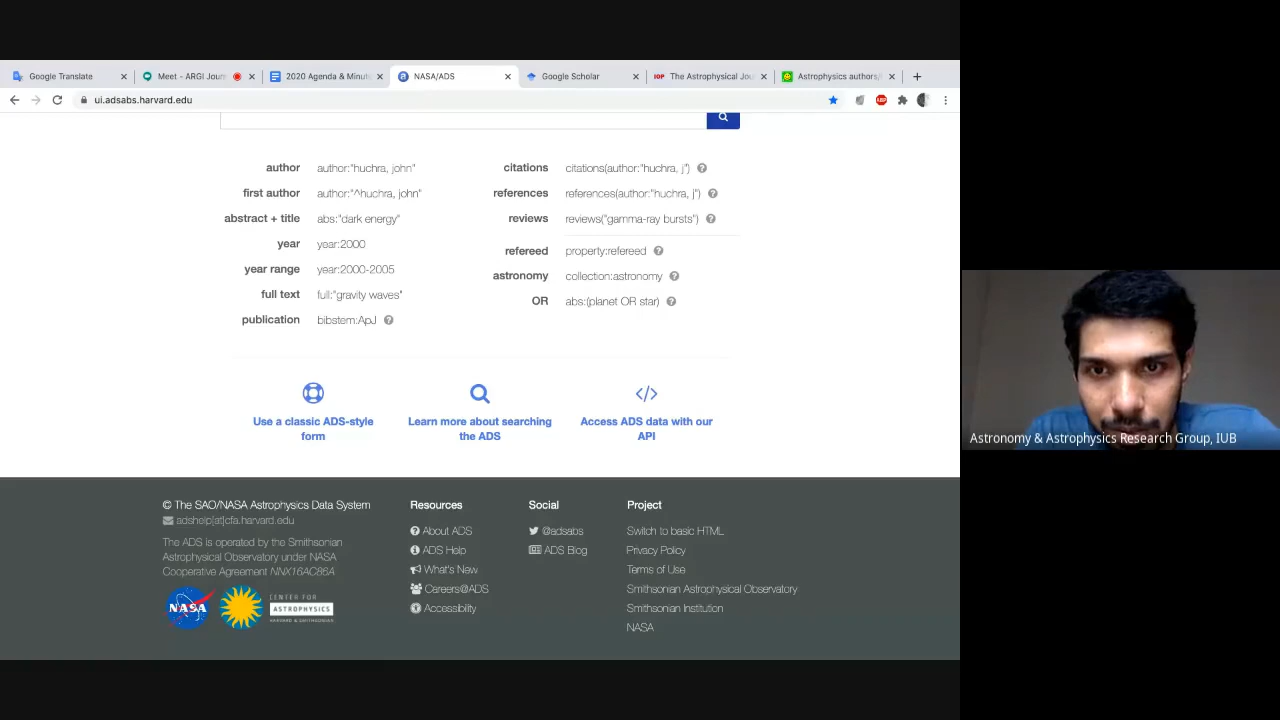 Google Translate
Meet - ARGI Jour
2020 Agenda & Minut
NASA/ADS
Google Scholar
IOP The Astrophysical Jou
Astrophysics authors/
ui.adsabs.harvard.edu
ABP
author author:"huchra, john"
first author author:"^huchra, john"
abstract + title abs:"dark energy"
year year:2000
year range year:2000-2005
full text full:"gravity waves"
publication bibstem:ApJ
citations citations(author:"huchra, j")
references references(author:"huchra, j")
reviews reviews("gamma-ray bursts")
refereed property:refereed
astronomy collection:astronomy
OR abs:(planet OR star)
Use a classic ADS-style
form
Learn more about searching
the ADS
Access ADS data with our
API
© The SAO/NASA Astrophysics Data System
adshelp[at]cfa.harvard.edu
The ADS is operated by the Smithsonian
Astrophysical Observatory under NASA
Cooperative Agreement NNX16AC86A
NASA
CENTER FOR
ASTROPHYSICS
HARVARD & SMITHSONIAN
Resources
About ADS
ADS Help
What's New
Careers@ADS
Accessibility
Social
@adsabs
ADS Blog
Project
Switch to basic HTML
Privacy Policy
Terms of Use
Smithsonian Astrophysical Observatory
Smithsonian Institution
NASA
Astronomy & Astrophysics Research Group, IUB